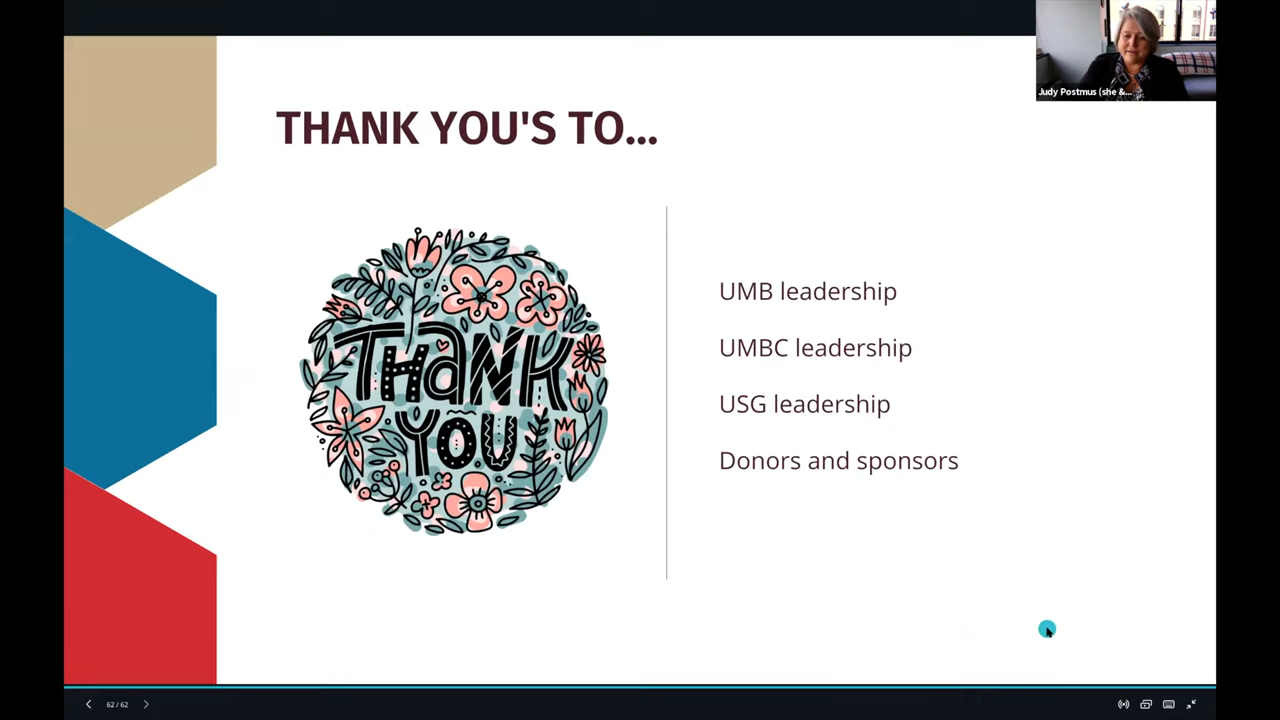 Judy Postmus (she &...
THANK YOU'S TO...
THANK
YOU
UMB leadership
UMBC leadership
USG leadership
Donors and sponsors
62 / 62